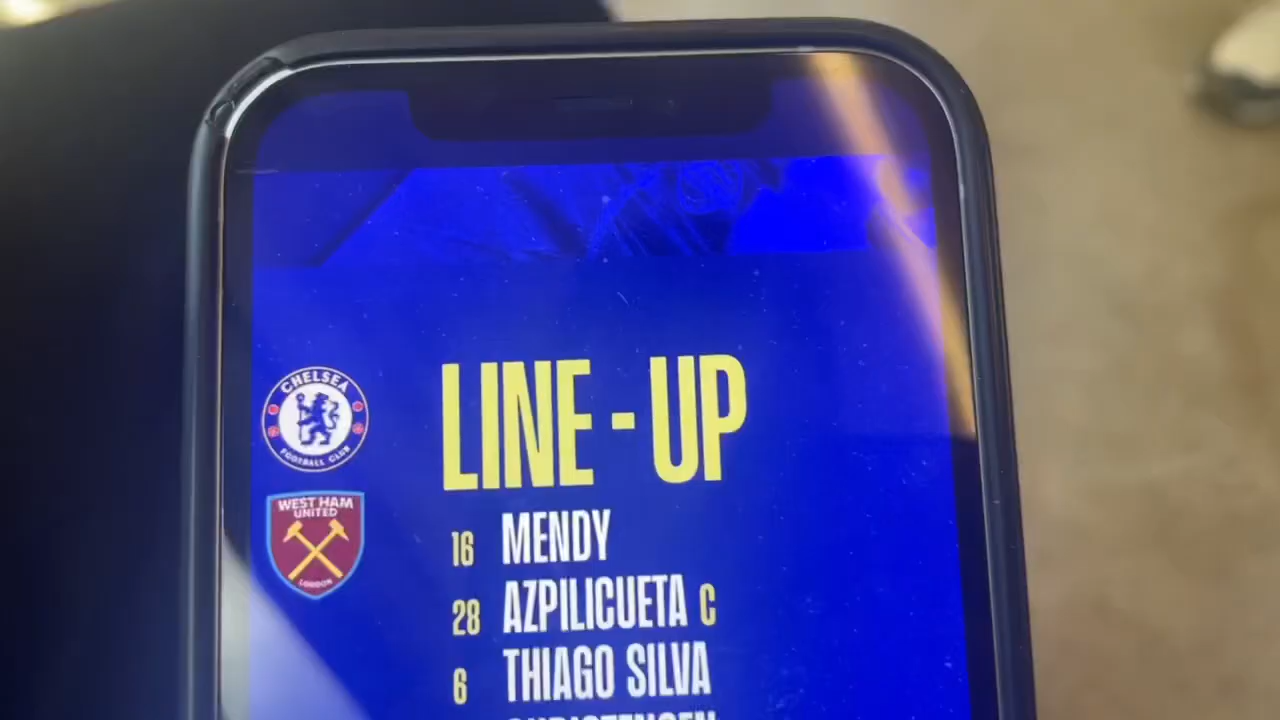 CHELSEA
FOOTBALL CLUB
WEST HAM
UNITED
LONDON
LINE-UP
16 MENDY
28 AZPILICUETA C
6 THIAGO SILVA